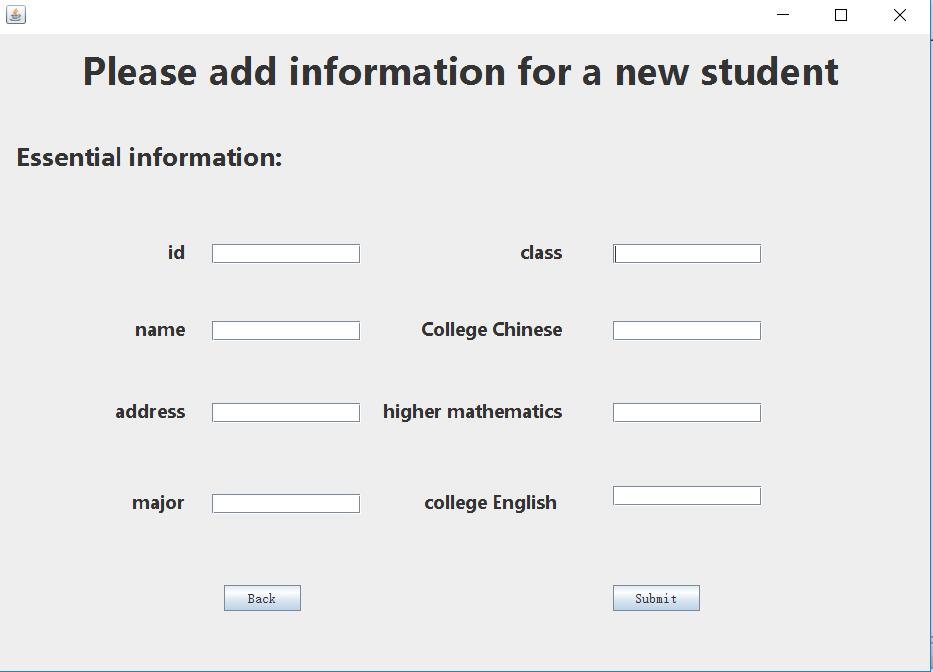 Please add information for a new student
Essential information:
id
class
name
College Chinese
address
higher mathematics
major
college English
Back
Submit